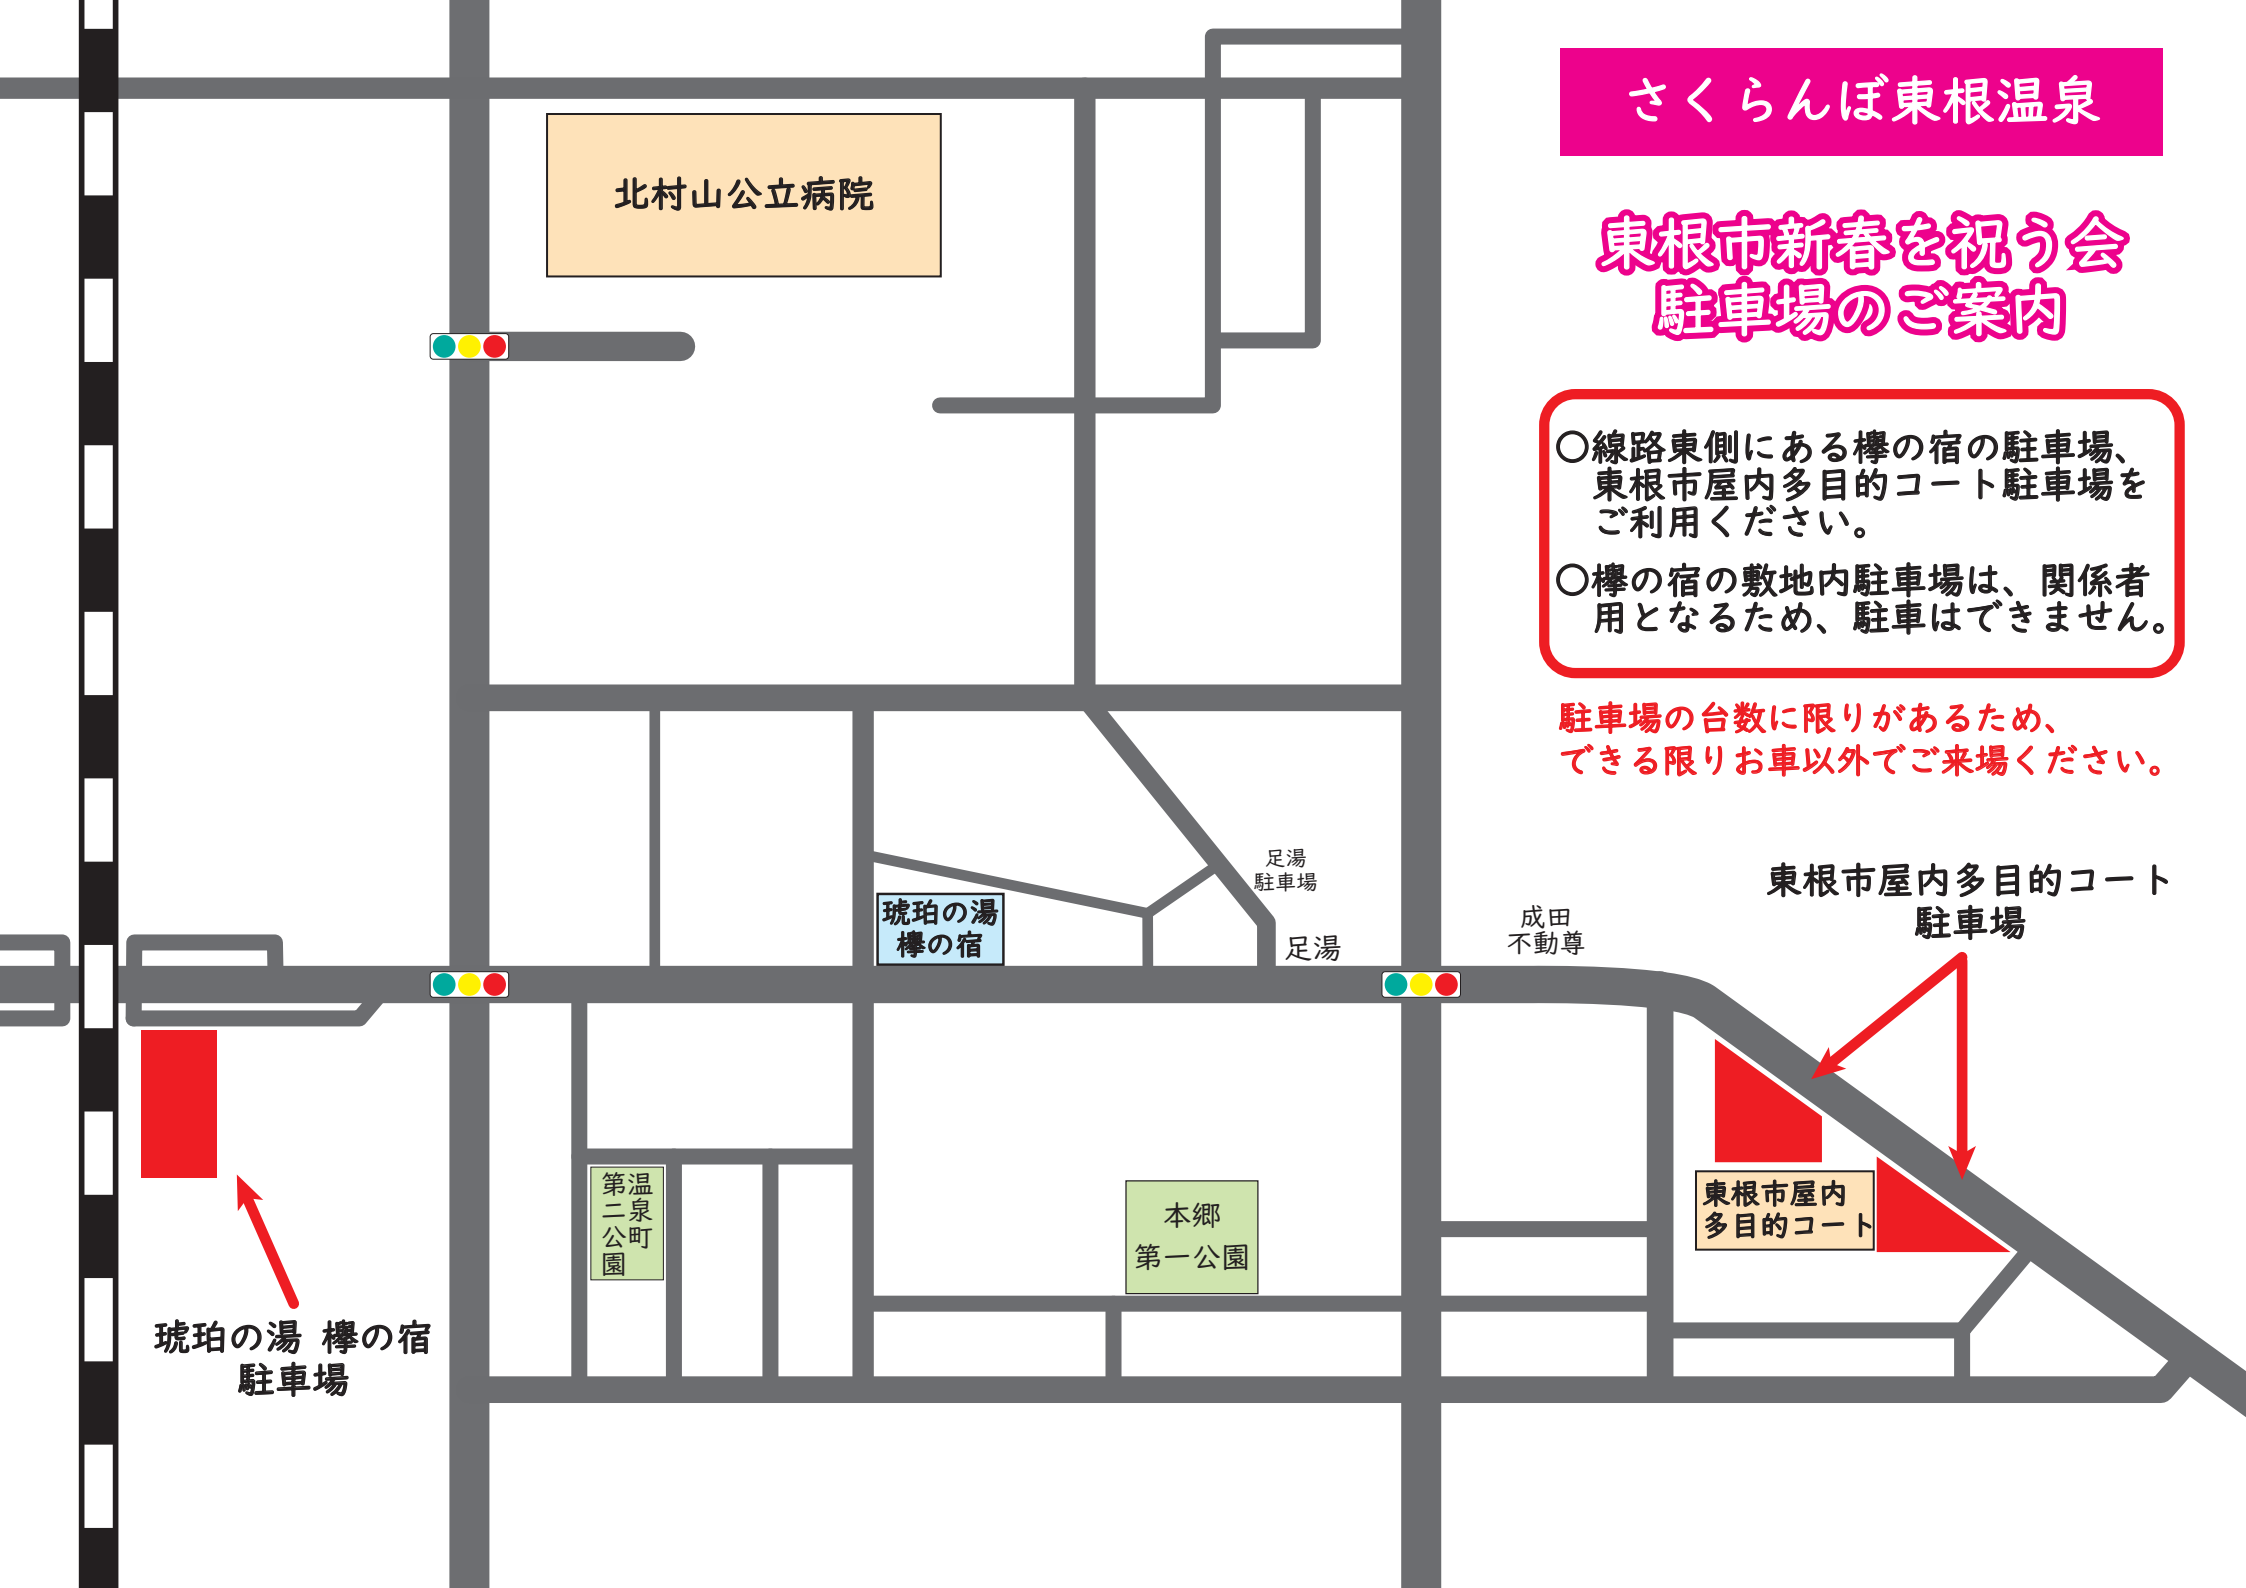 さくらんぼ東根温泉
東根市新春を祝う会
駐車場のご案内
〇線路東側にある欅の宿の駐車場、
東根市屋内多目的コート駐車場を
ご利用ください。
〇欅の宿の敷地内駐車場は、関係者
用となるため、駐車はできません。
駐車場の台数に限りがあるため、
できる限りお車以外でご来場ください。
北村山公立病院
足湯
駐車場
琥珀の湯
欅の宿
足湯
成田
不動尊
東根市屋内多目的コート
駐車場
温泉町
第二公園
本郷
第一公園
東根市屋内
多目的コート
琥珀の湯 欅の宿
駐車場